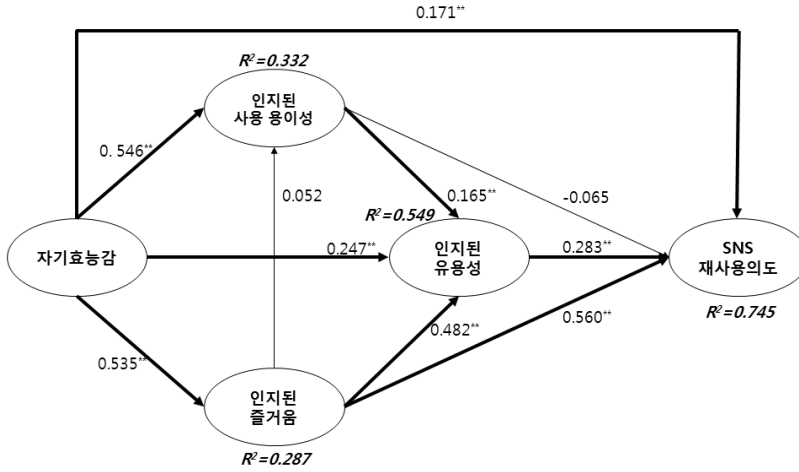 0.171**
R²=0.332
인지된
사용 용이성
0. 546**
0.052
0.165**
-0.065
R²=0.549
자기효능감
0.247**
인지된
유용성
0.283**
SNS
재사용의도
R²=0.745
0.535**
0.482**
0.560**
인지된
즐거움
R²=0.287